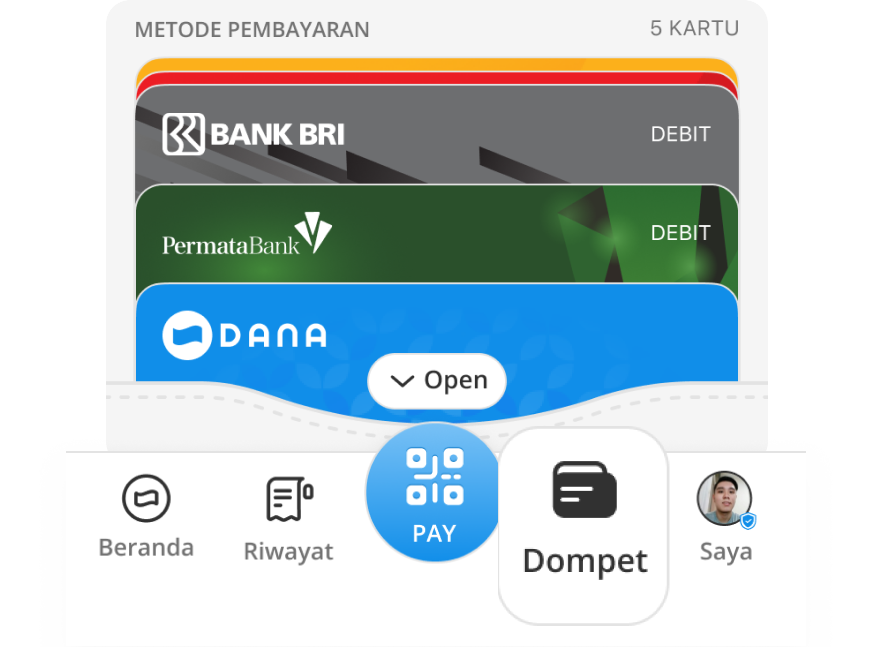 METODE PEMBAYARAN 5 KARTU
BANK BRI DEBIT
PermataBank DEBIT
DANA
Open
PAY
Beranda Riwayat Dompet Saya